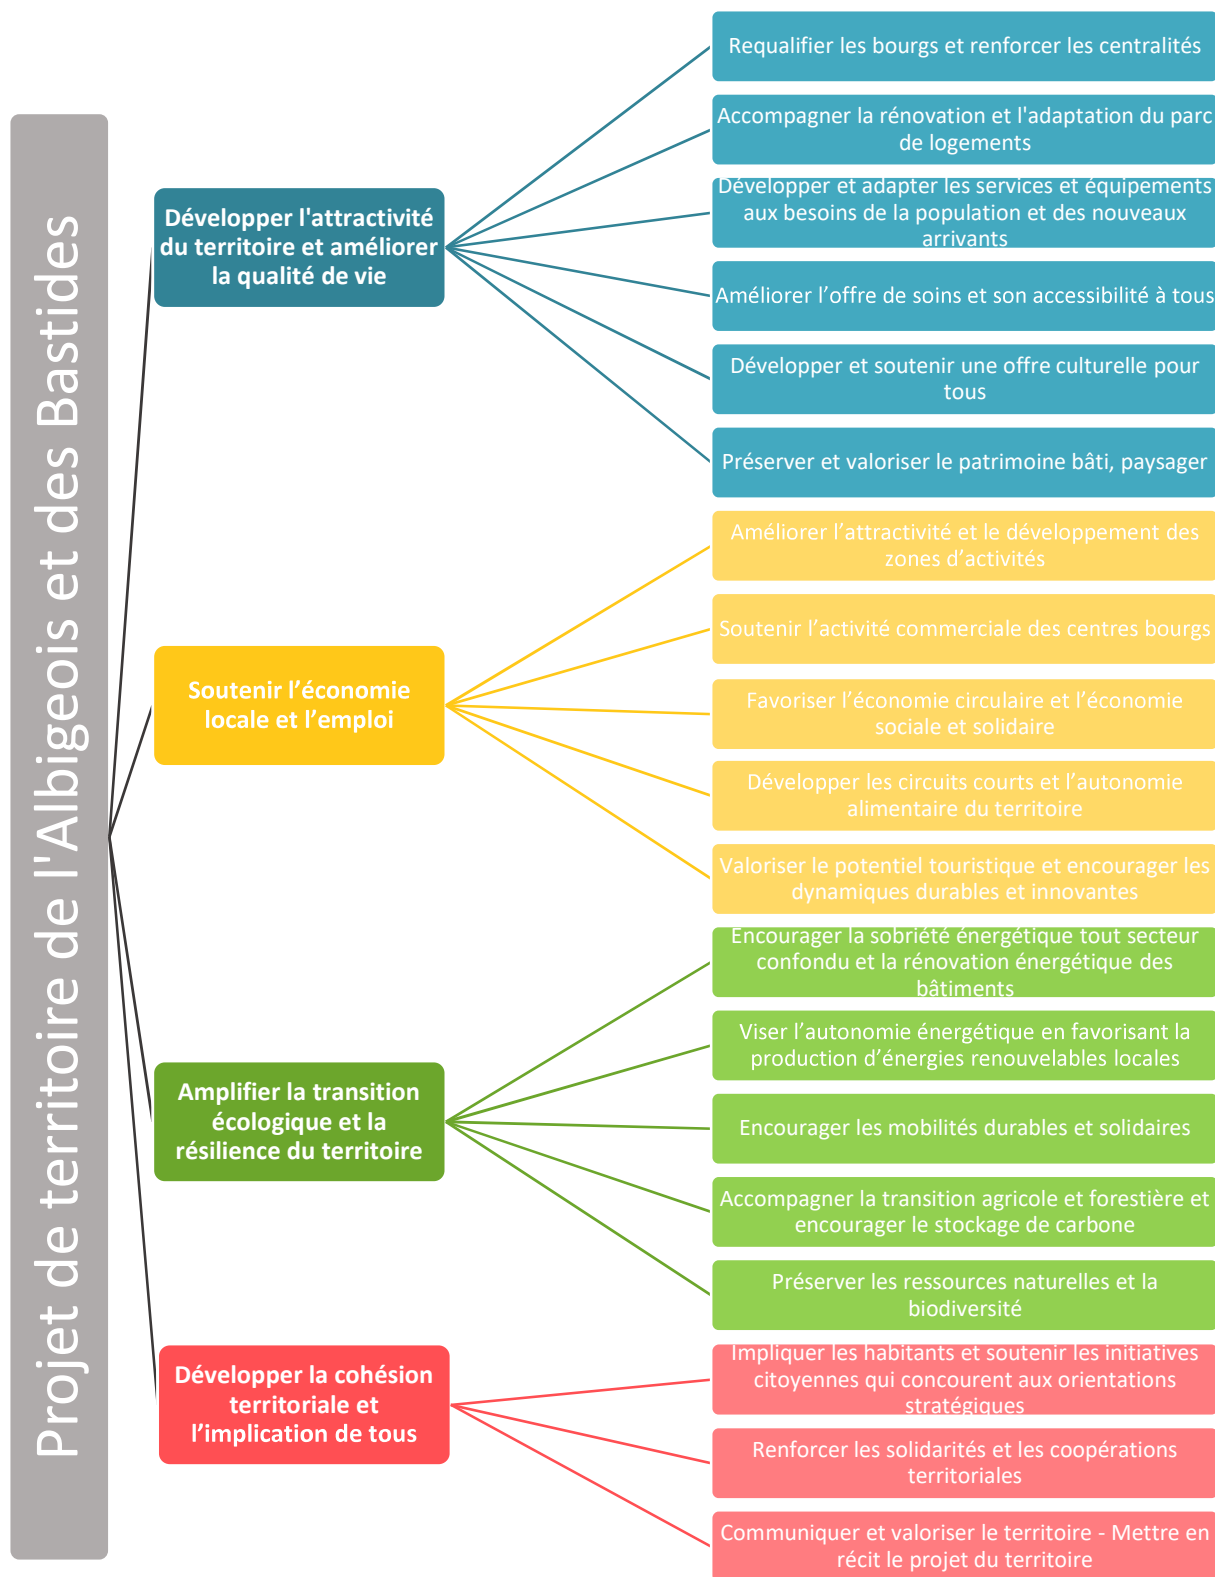 Projet de territoire de l'Albigeois et des Bastides
Développer l'attractivité
du territoire et améliorer
la qualité de vie
Requalifier les bourgs et renforcer les centralités
Accompagner la rénovation et l'adaptation du parc
de logements
Développer et adapter les services et équipements
aux besoins de la population et des nouveaux
arrivants
Améliorer l’offre de soins et son accessibilité à tous
Développer et soutenir une offre culturelle pour
tous
Préserver et valoriser le patrimoine bâti, paysager
Soutenir l’économie
locale et l’emploi
Améliorer l’attractivité et le développement des
zones d’activités
Soutenir l’activité commerciale des centres bourgs
Favoriser l’économie circulaire et l’économie
sociale et solidaire
Développer les circuits courts et l’autonomie
alimentaire du territoire
Valoriser le potentiel touristique et encourager les
dynamiques durables et innovantes
Amplifier la transition
écologique et la
résilience du territoire
Encourager la sobriété énergétique tout secteur
confondu et la rénovation énergétique des
bâtiments
Viser l’autonomie énergétique en favorisant la
production d’énergies renouvelables locales
Encourager les mobilités durables et solidaires
Accompagner la transition agricole et forestière et
encourager le stockage de carbone
Préserver les ressources naturelles et la
biodiversité
Développer la cohésion
territoriale et
l’implication de tous
Impliquer les habitants et soutenir les initiatives
citoyennes qui concourent aux orientations
stratégiques
Renforcer les solidarités et les coopérations
territoriales
Communiquer et valoriser le territoire - Mettre en
récit le projet du territoire